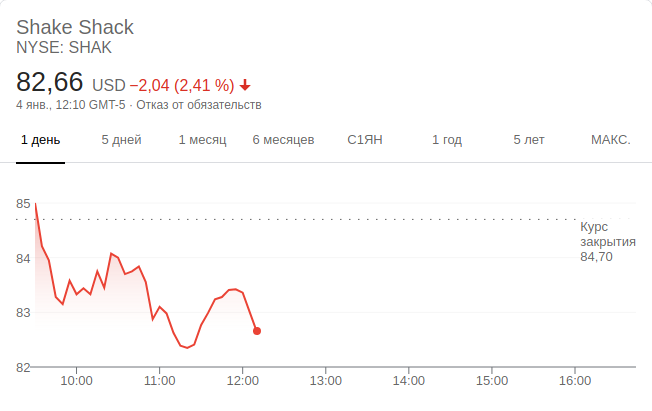 Shake Shack
NYSE: SHAK
82,66 USD −2,04 (2,41 %)
4 янв., 12:10 GMT-5 · Отказ от обязательств
1 день 5 дней 1 месяц 6 месяцев С1ЯН 1 год 5 лет МАКС.
85
Курс
закрытия
84,70
84
83
82
10:00 11:00 12:00 13:00 14:00 15:00 16:00